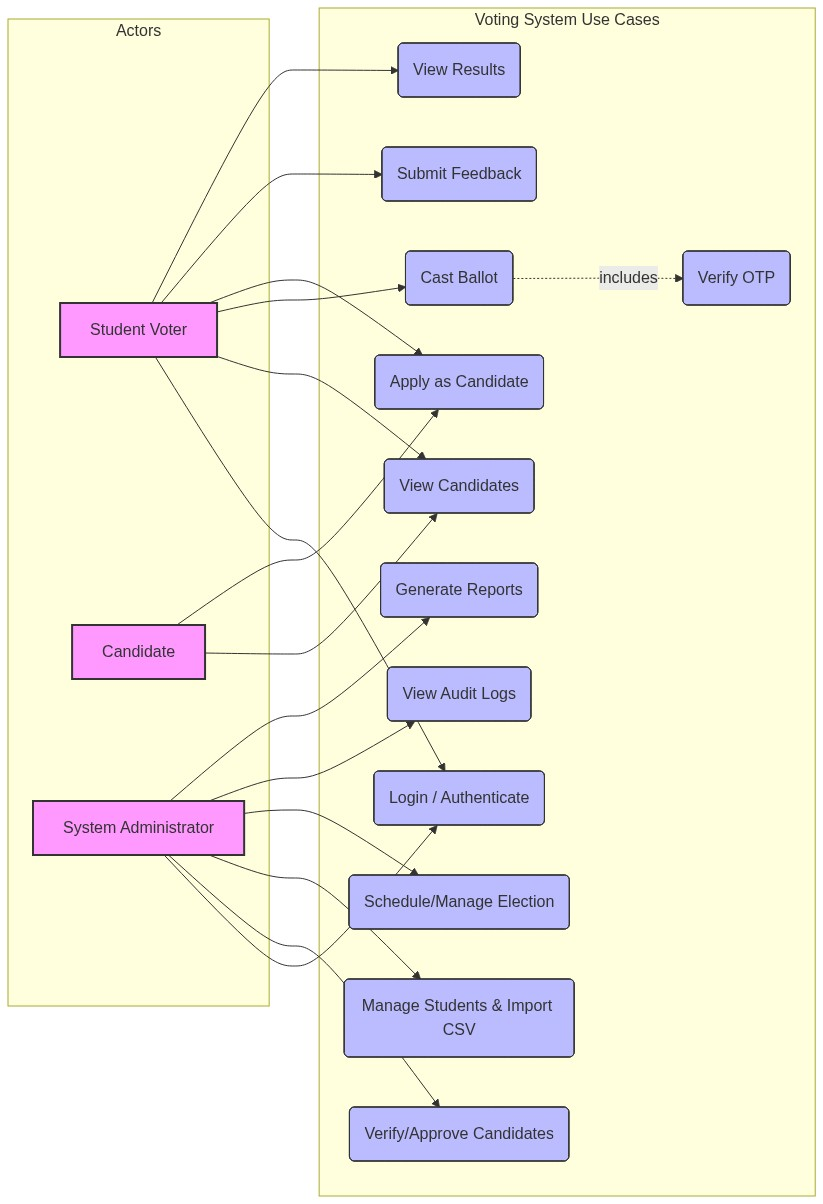 Actors
Voting System Use Cases
View Results
Submit Feedback
Cast Ballot
includes
Verify OTP
Student Voter
Apply as Candidate
View Candidates
Generate Reports
Candidate
View Audit Logs
Login / Authenticate
System Administrator
Schedule/Manage Election
Manage Students & Import
CSV
Verify/Approve Candidates